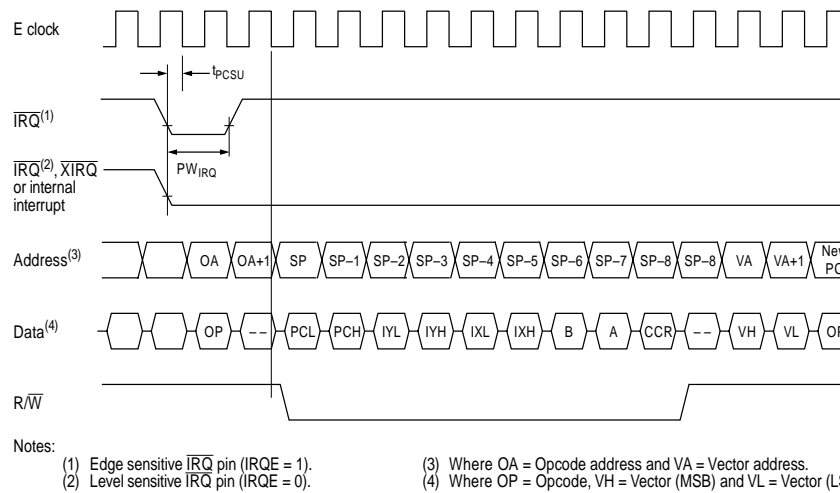 E clock
tPCSU
IRQ(1)
PWIRQ
IRQ(2), XIRQ
or internal
interrupt
Address(3) OA OA+1 SP SP–1 SP–2 SP–3 SP–4 SP–5 SP–6 SP–7 SP–8 SP–8 VA VA+1
Data(4) OP – – PCL PCH IYL IYH IXL IXH B A CCR – – VH VL
R/W
Notes:
(1) Edge sensitive IRQ pin (IRQE = 1).
(2) Level sensitive IRQ pin (IRQE = 0).
(3) Where OA = Opcode address and VA = Vector address.
(4) Where OP = Opcode, VH = Vector (MSB) and VL = Vector